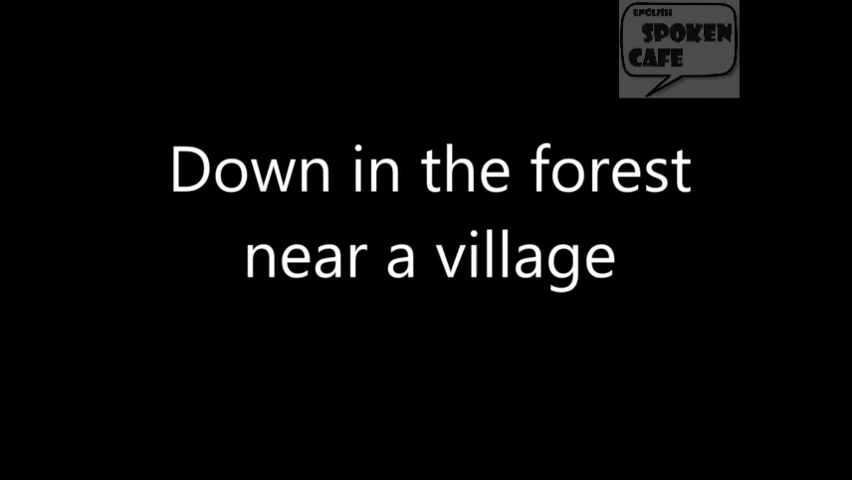 ENGLISH
SPOKEN
CAFE
Down in the forest
near a village